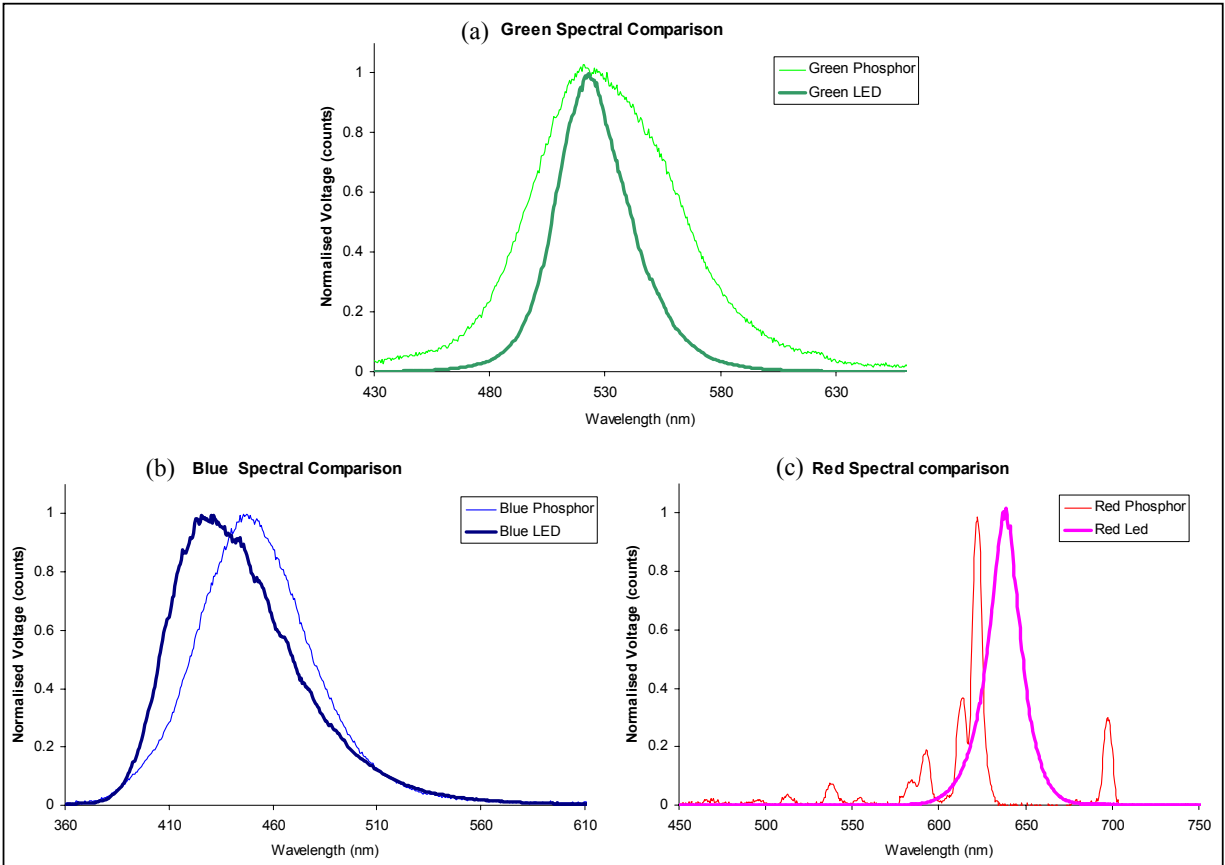 (a) Green Spectral Comparison
Normalised Voltage (counts)
1
0.8
0.6
0.4
0.2
0
430 480 530 580 630
Wavelength (nm)
Green Phosphor
Green LED
(b) Blue Spectral Comparison
Normalised Voltage (counts)
1
0.8
0.6
0.4
0.2
0
360 410 460 510 560 610
Wavelength (nm)
Blue Phosphor
Blue LED
(c) Red Spectral comparison
Normalised Voltage (counts)
1
0.8
0.6
0.4
0.2
0
450 500 550 600 650 700 750
Wavelength (nm)
Red Phosphor
Red Led